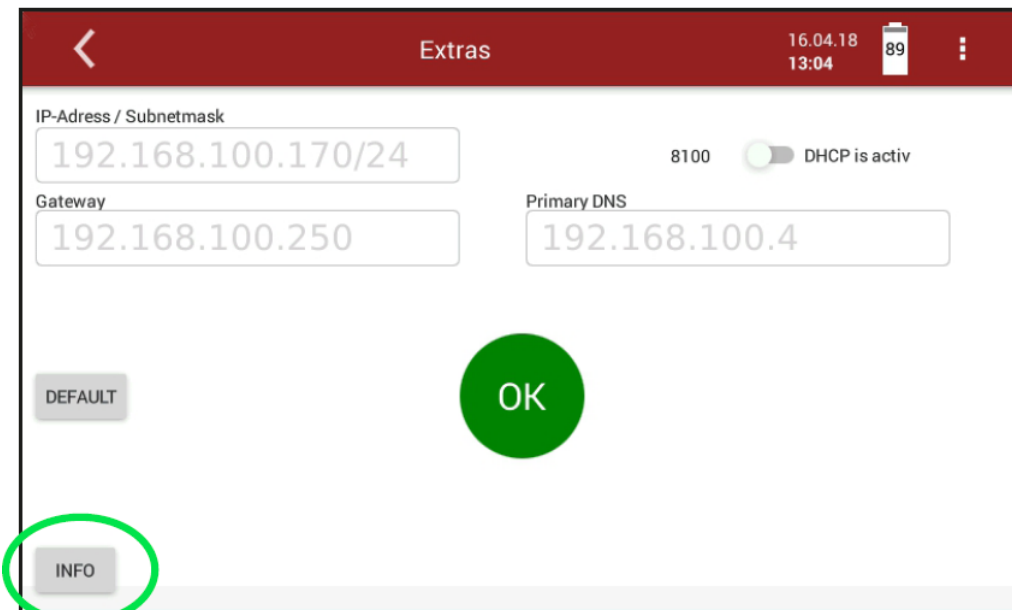 Extras
16.04.18
13:04
89
IP-Adress / Subnetmask
192.168.100.170/24
8100
DHCP is activ
Gateway
Primary DNS
192.168.100.250
192.168.100.4
DEFAULT
OK
INFO